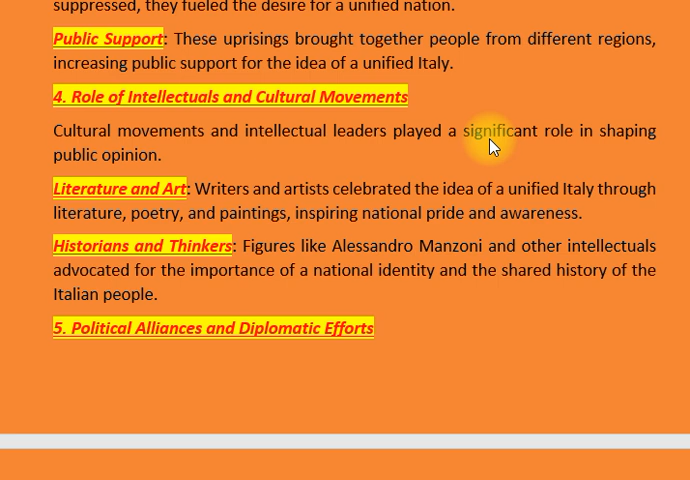 suppressed, they fueled the desire for a unified nation.
Public Support: These uprisings brought together people from different regions,
increasing public support for the idea of a unified Italy.
4. Role of Intellectuals and Cultural Movements
Cultural movements and intellectual leaders played a significant role in shaping
public opinion.
Literature and Art: Writers and artists celebrated the idea of a unified Italy through
literature, poetry, and paintings, inspiring national pride and awareness.
Historians and Thinkers: Figures like Alessandro Manzoni and other intellectuals
advocated for the importance of a national identity and the shared history of the
Italian people.
5. Political Alliances and Diplomatic Efforts